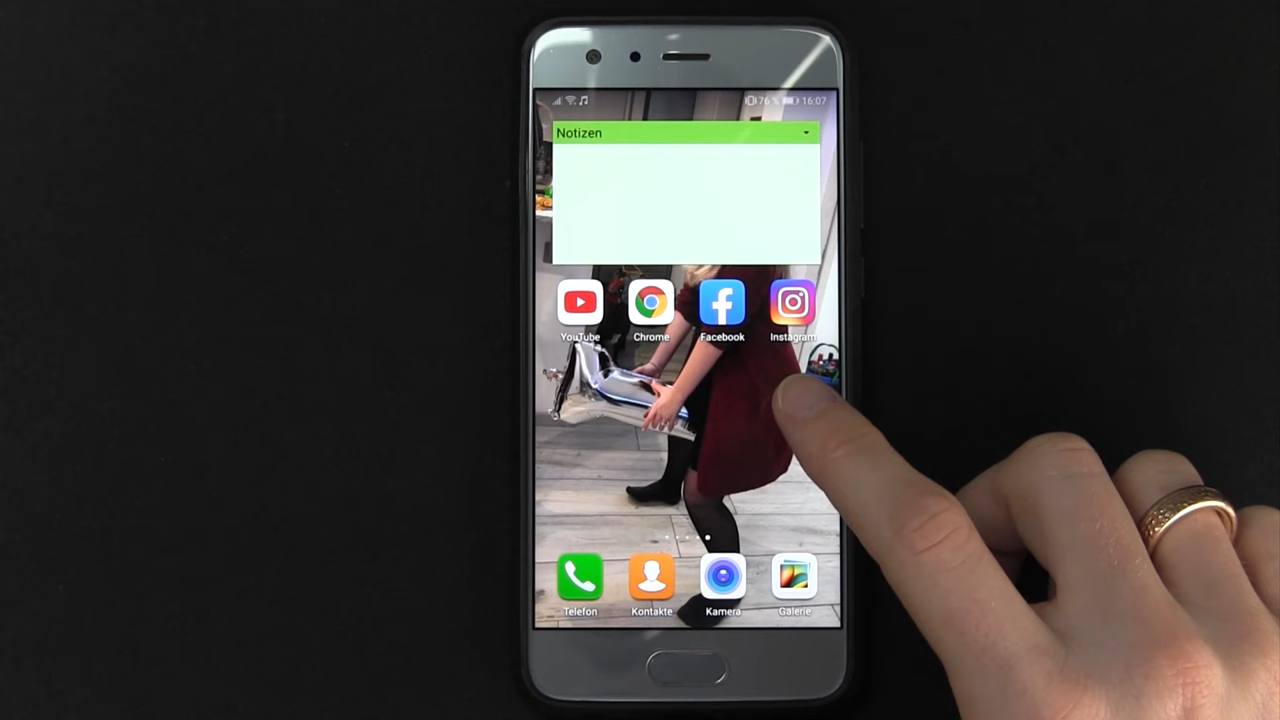 76 % 16:07
Notizen
YouTube Chrome Facebook Instagram
Telefon Kontakte Kamera Galerie